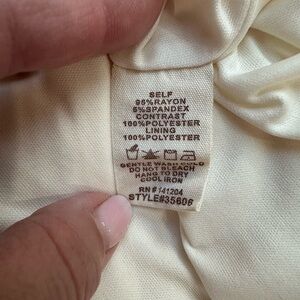 SELF
95%RAYON
5%SPANDEX
CONTRAST
100%POLYESTER
LINING
100%POLYESTER
GENTLE WASH COLD
DO NOT BLEACH
HANG TO DRY
COOL IRON
RN# 141204
STYLE#35606